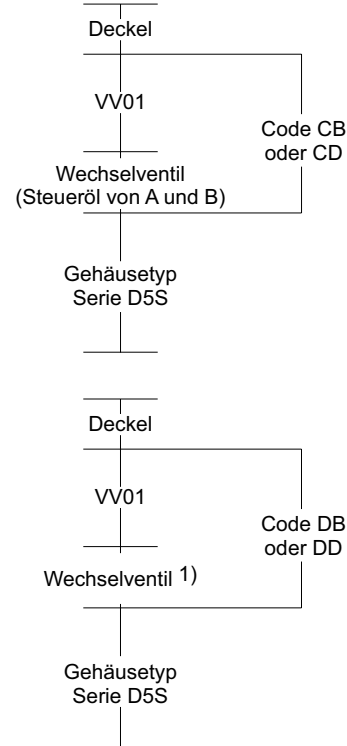 Deckel
VV01
Code CB
oder CD
Wechselventil
(Steueröl von A und B)
Gehäusetyp
Serie D5S
Deckel
VV01
Code DB
oder DD
Wechselventil 1)
Gehäusetyp
Serie D5S